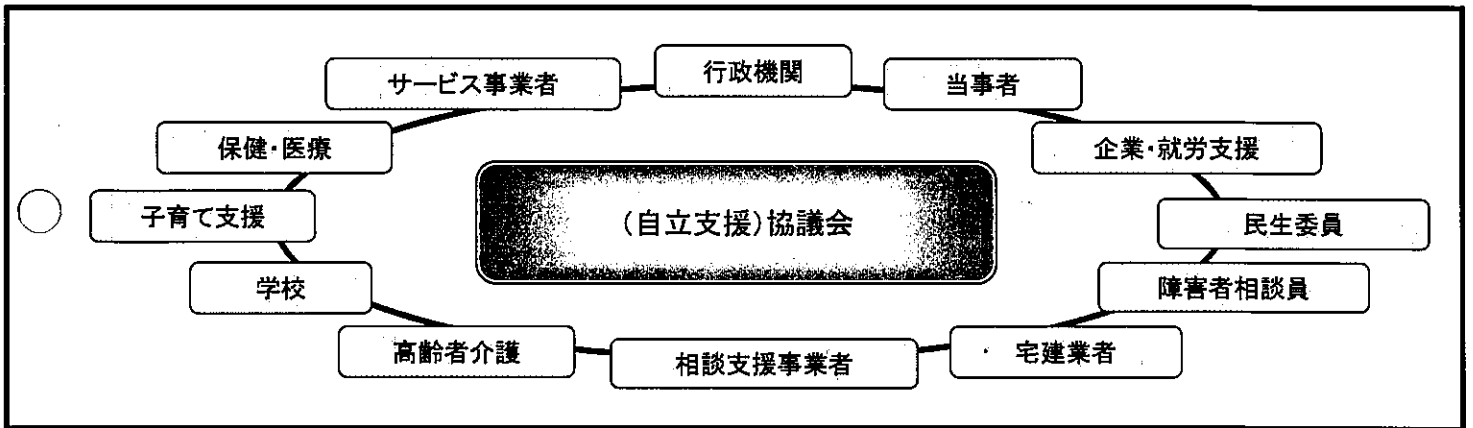 行政機関
サービス事業者
当事者
保健・医療
企業・就労支援
子育て支援
(自立支援)協議会
民生委員
学校
障害者相談員
高齢者介護
相談支援事業者
宅建業者